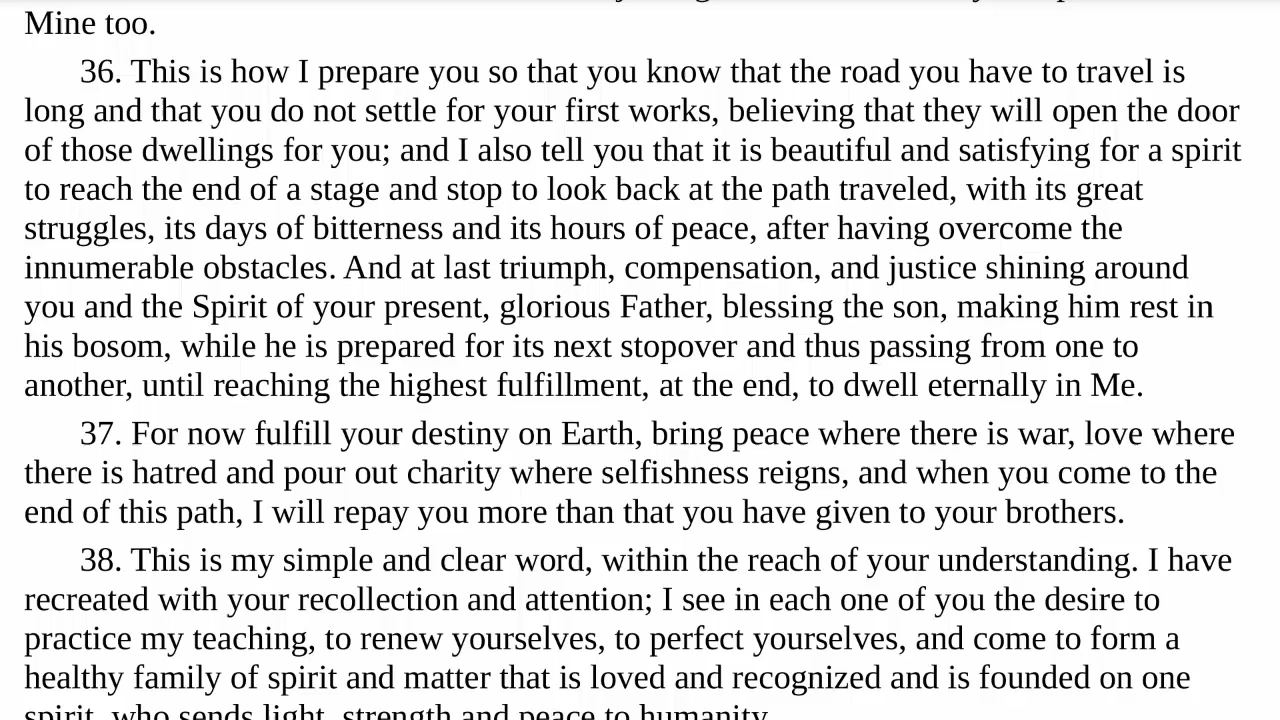 Mine too.
36. This is how I prepare you so that you know that the road you have to travel is
long and that you do not settle for your first works, believing that they will open the door
of those dwellings for you; and I also tell you that it is beautiful and satisfying for a spirit
to reach the end of a stage and stop to look back at the path traveled, with its great
struggles, its days of bitterness and its hours of peace, after having overcome the
innumerable obstacles. And at last triumph, compensation, and justice shining around
you and the Spirit of your present, glorious Father, blessing the son, making him rest in
his bosom, while he is prepared for its next stopover and thus passing from one to
another, until reaching the highest fulfillment, at the end, to dwell eternally in Me.
37. For now fulfill your destiny on Earth, bring peace where there is war, love where
there is hatred and pour out charity where selfishness reigns, and when you come to the
end of this path, I will repay you more than that you have given to your brothers.
38. This is my simple and clear word, within the reach of your understanding. I have
recreated with your recollection and attention; I see in each one of you the desire to
practice my teaching, to renew yourselves, to perfect yourselves, and come to form a
healthy family of spirit and matter that is loved and recognized and is founded on one
spirit, who sends light, strength and peace to humanity.